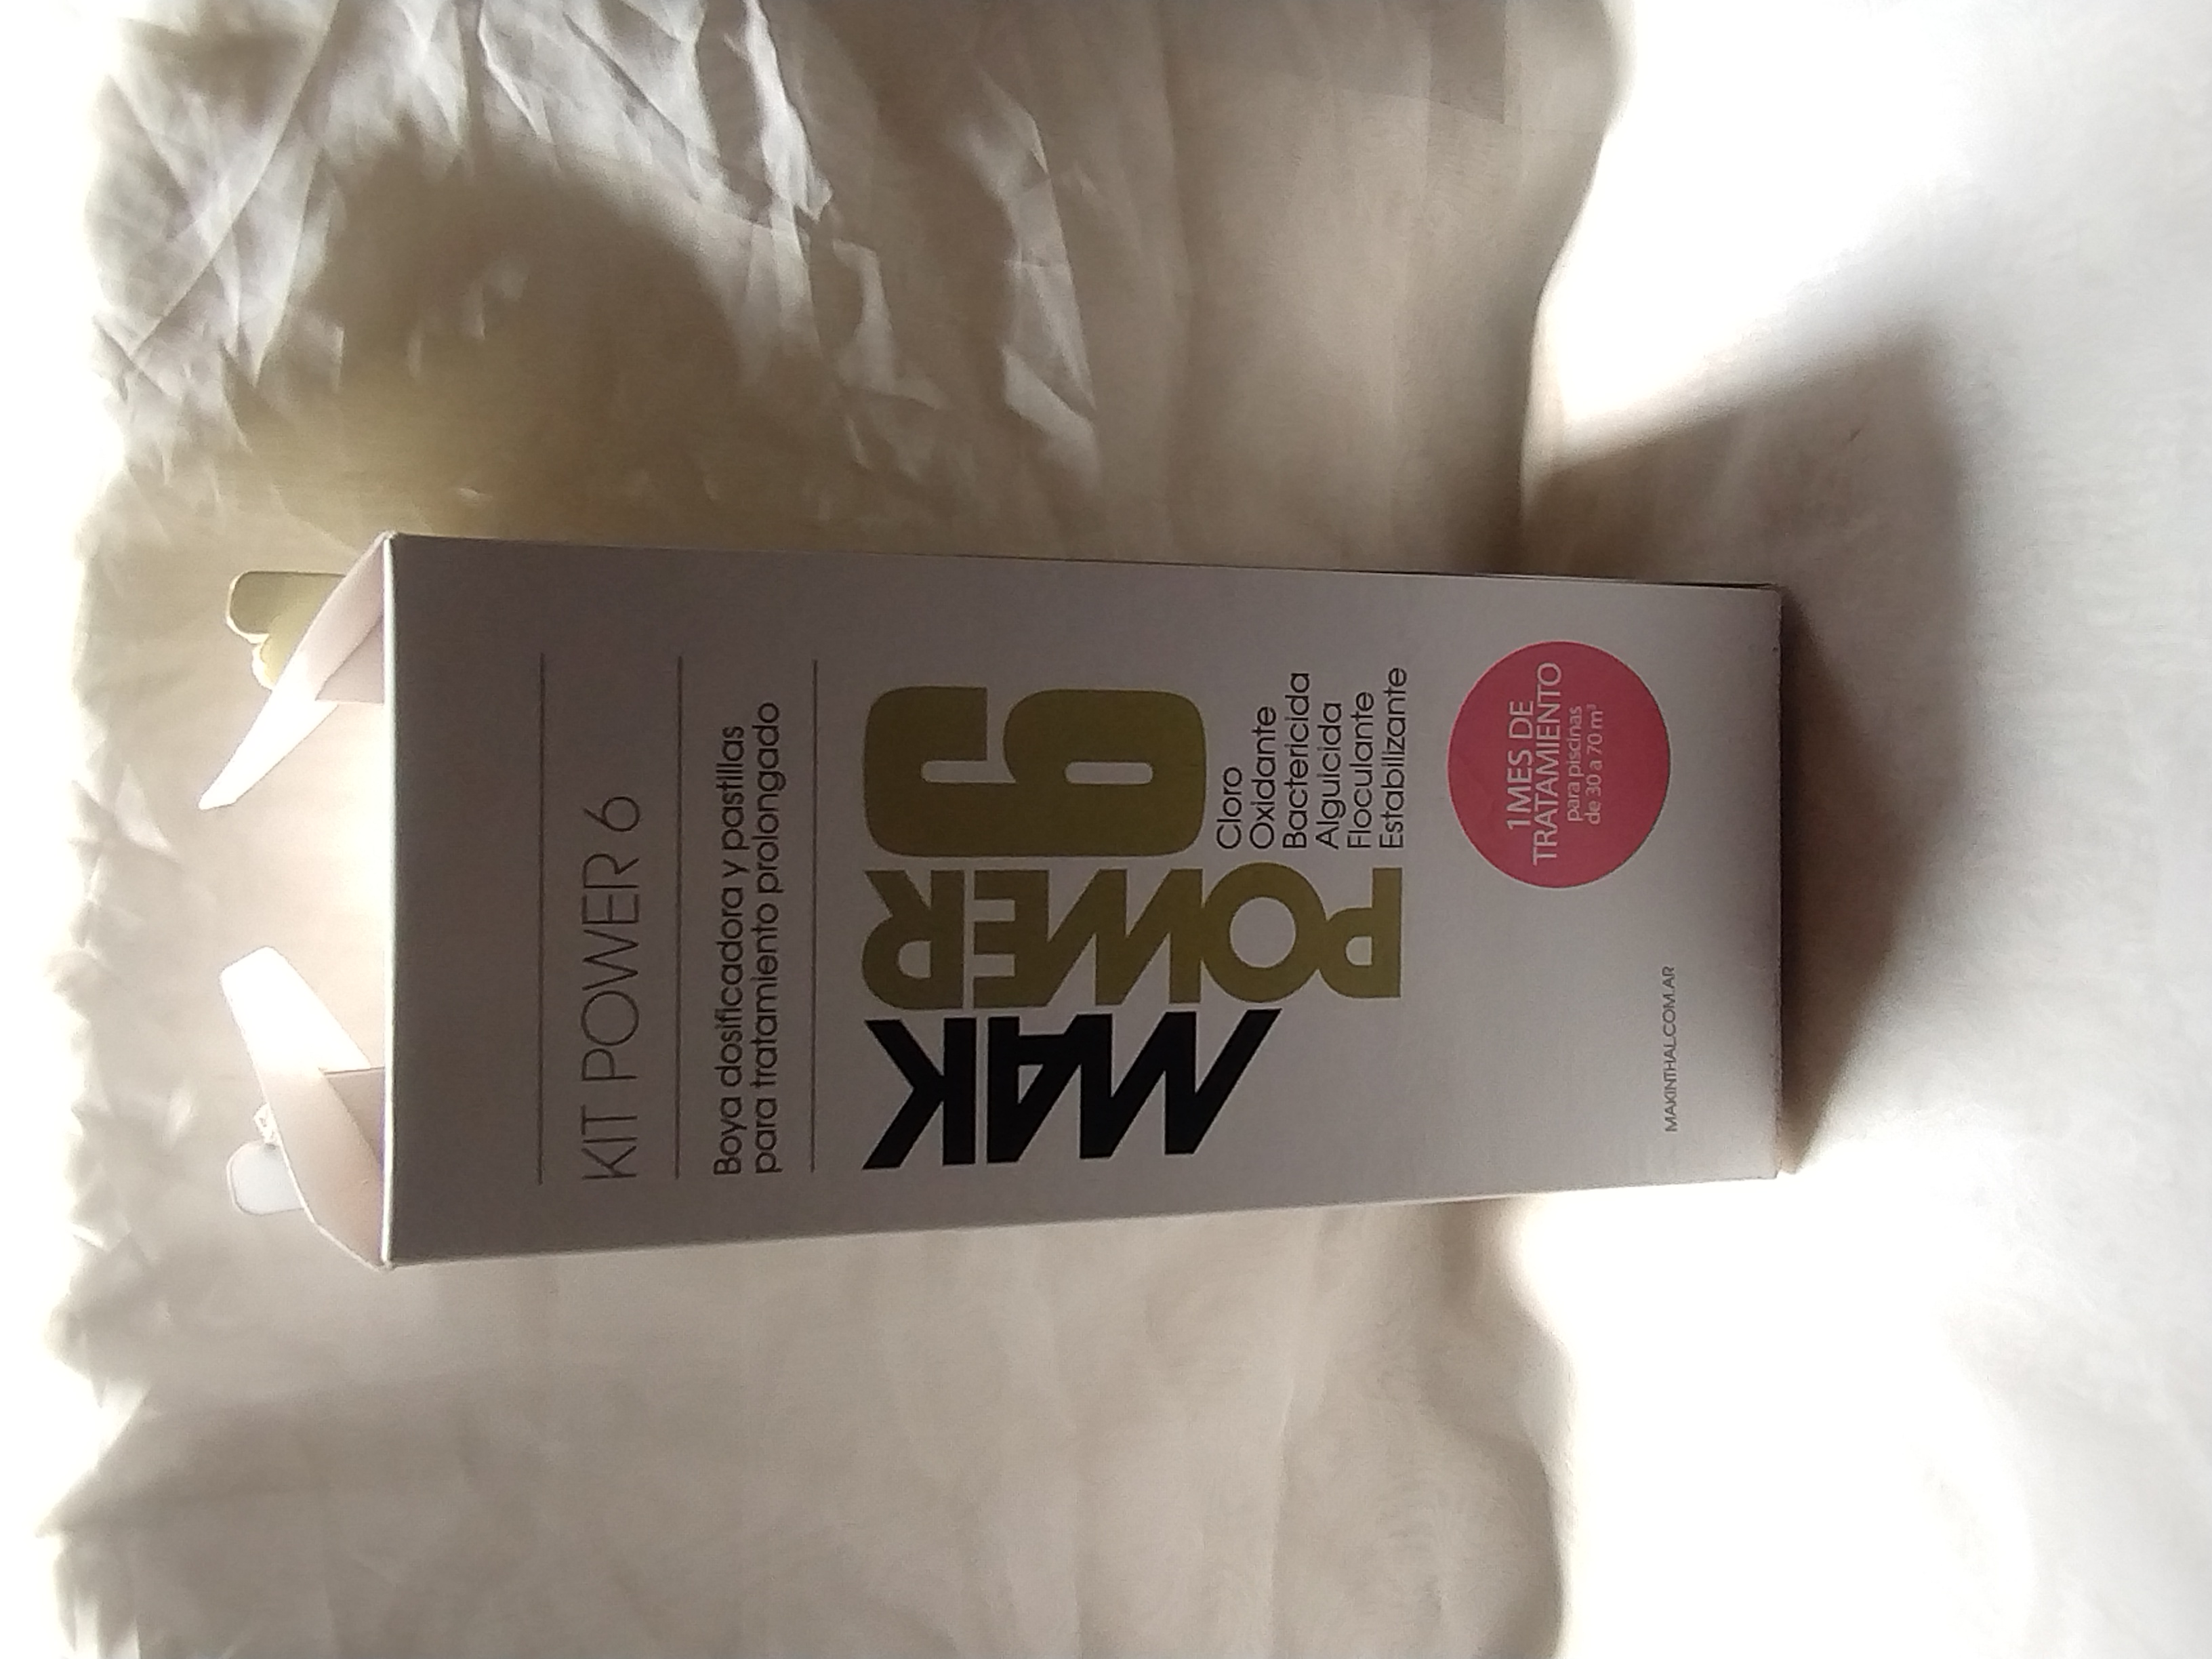 KIT POWER 6
Boya dosificadora y pastillas
para tratamiento prolongado
MAK
POWER
6
Cloro
Oxidante
Bactericida
Alguicida
Floculante
Estabilizante
1 MES DE
TRATAMIENTO
para piscinas
de 30 a 70 m³
MAKINTHAL.COM.AR